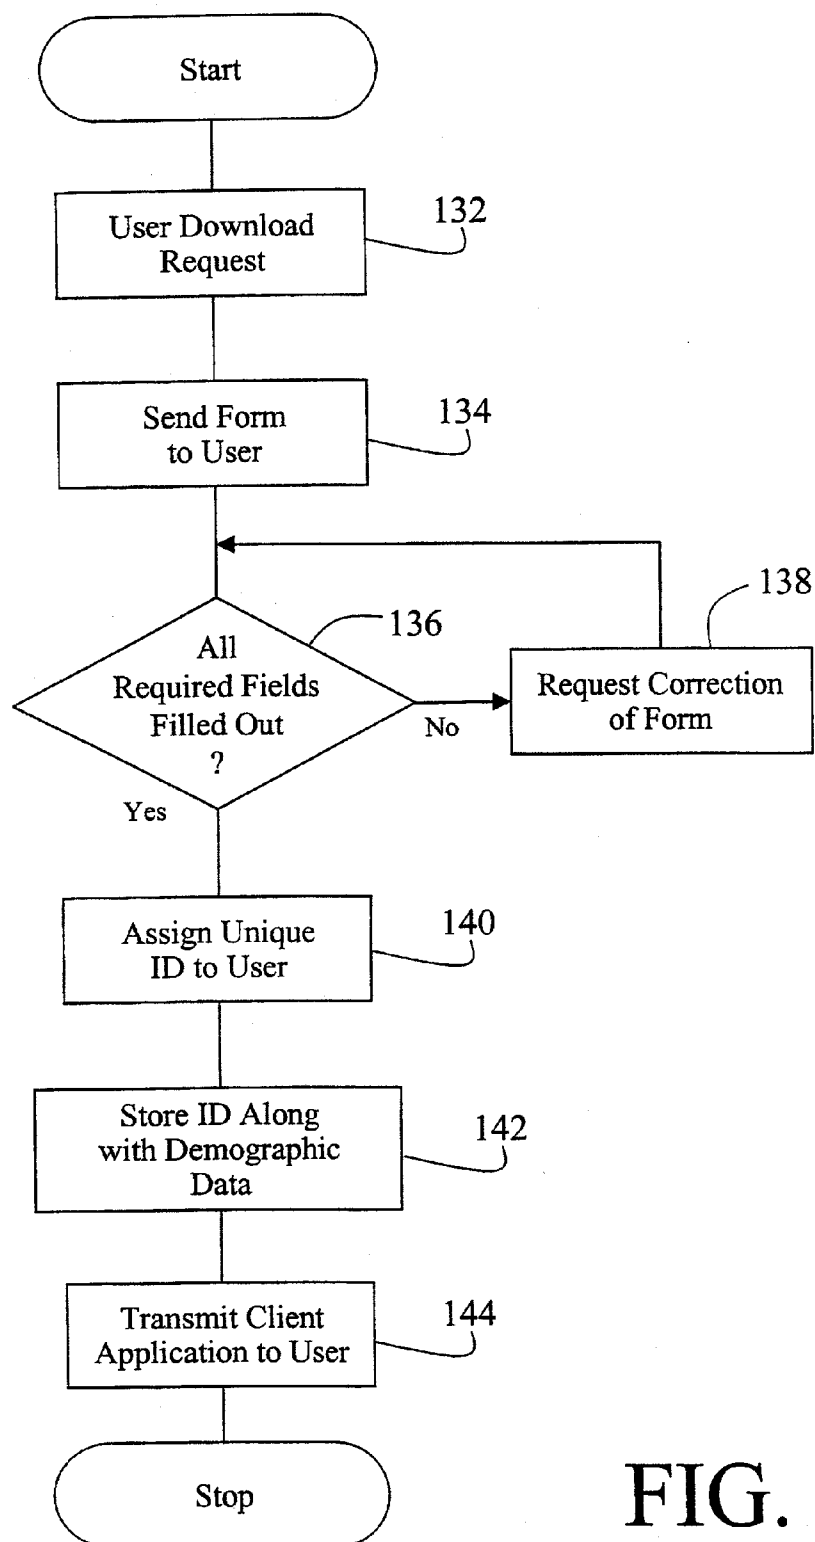 Start
User Download
Request
132
Send Form
to User
134
All
Required Fields
Filled Out
?
136
No
Yes
Request Correction
of Form
138
Assign Unique
ID to User
140
Store ID Along
with Demographic
Data
142
Transmit Client
Application to User
144
Stop
FIG.